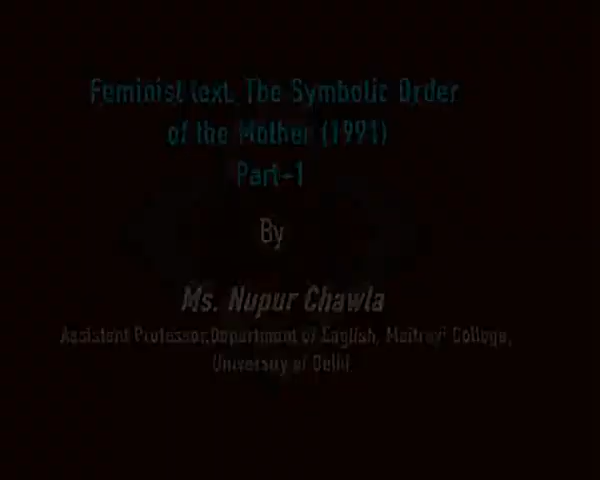 Feminist text, The Symbolic Order
of the Mother (1991)
Part-1
By
Ms. Nupur Chawla
Assistant Professor,Department of English, Maitreyi College,
University of Delhi